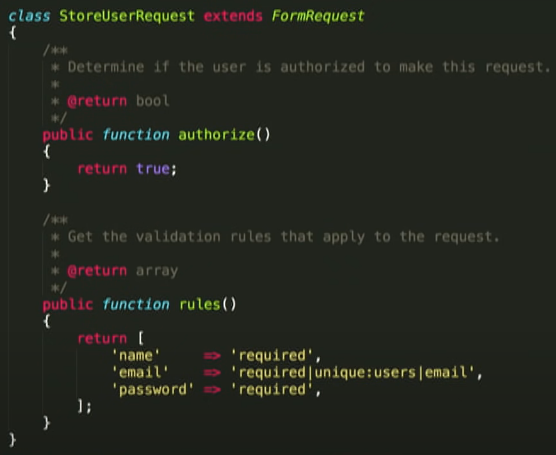 class StoreUserRequest extends FormRequest
{
    /**
     * Determine if the user is authorized to make this request.
     *
     * @return bool
     */
    public function authorize()
    {
        return true;
    }

    /**
     * Get the validation rules that apply to the request.
     *
     * @return array
     */
    public function rules()
    {
        return [
            'name'     => 'required',
            'email'    => 'required|unique:users|email',
            'password' => 'required',
        ];
    }
}